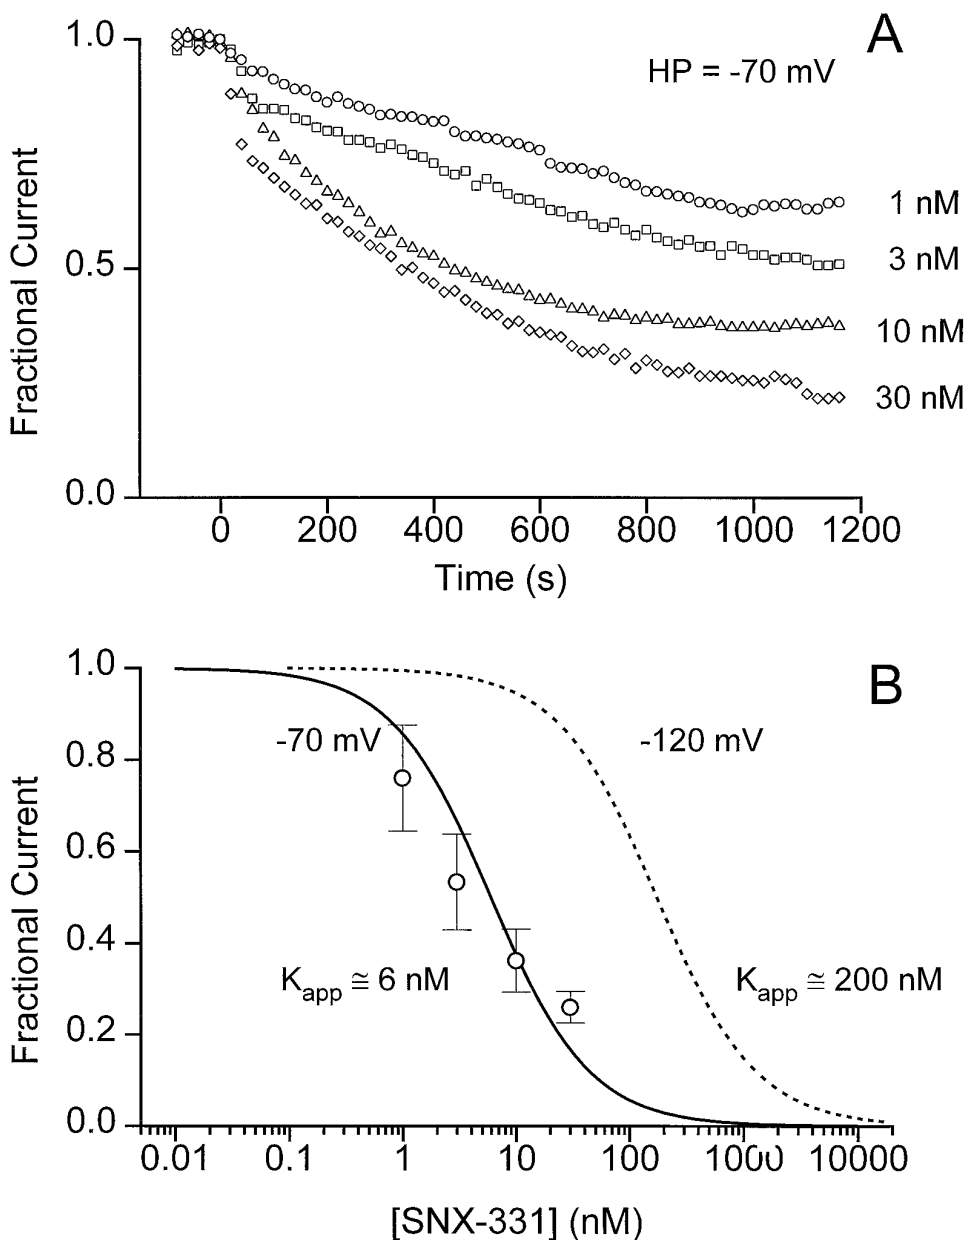 A
HP = -70 mV
Fractional Current
1.0
0.5
0.0
1 nM
3 nM
10 nM
30 nM
0 200 400 600 800 1000 1200
Time (s)
B
Fractional Current
1.0
0.8
0.6
0.4
0.2
0.0
-70 mV
-120 mV
Kapp ≅ 6 nM
Kapp ≅ 200 nM
0.01 0.1 1 10 100 1000 10000
[SNX-331] (nM)